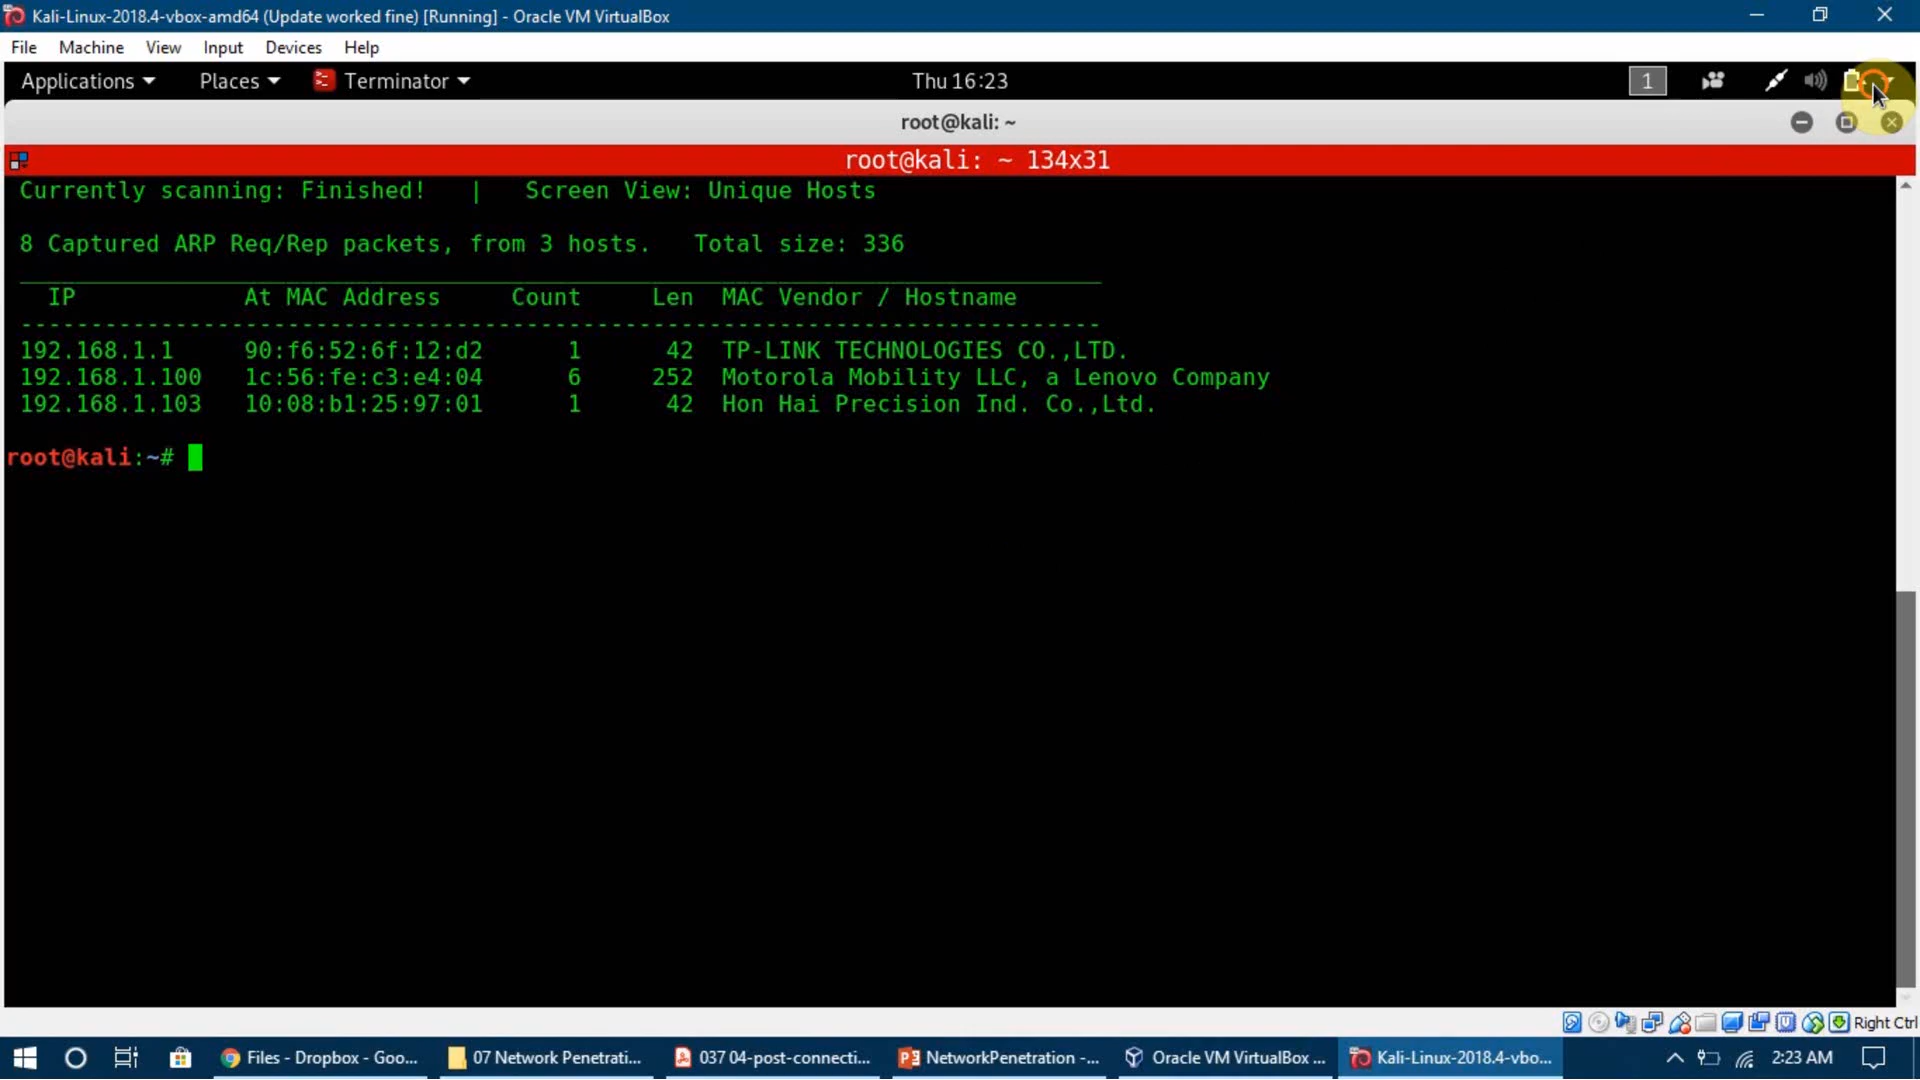 Kali-Linux-2018.4-vbox-amd64 (Update worked fine) [Running] - Oracle VM VirtualBox
File Machine View Input Devices Help
Applications Places Terminator Thu 16:23 1
root@kali: ~
root@kali: ~ 134x31
Currently scanning: Finished! | Screen View: Unique Hosts
8 Captured ARP Req/Rep packets, from 3 hosts. Total size: 336
_____________________________________________________________________________
IP At MAC Address Count Len MAC Vendor / Hostname
-----------------------------------------------------------------------------
192.168.1.1 90:f6:52:6f:12:d2 1 42 TP-LINK TECHNOLOGIES CO.,LTD.
192.168.1.100 1c:56:fe:c3:e4:04 6 252 Motorola Mobility LLC, a Lenovo Company
192.168.1.103 10:08:b1:25:97:01 1 42 Hon Hai Precision Ind. Co.,Ltd.
root@kali:~#
Right Ctrl
Files - Dropbox - Goo... 07 Network Penetrati... 037 04-post-connecti... NetworkPenetration -... Oracle VM VirtualBox ... Kali-Linux-2018.4-vbo... 2:23 AM